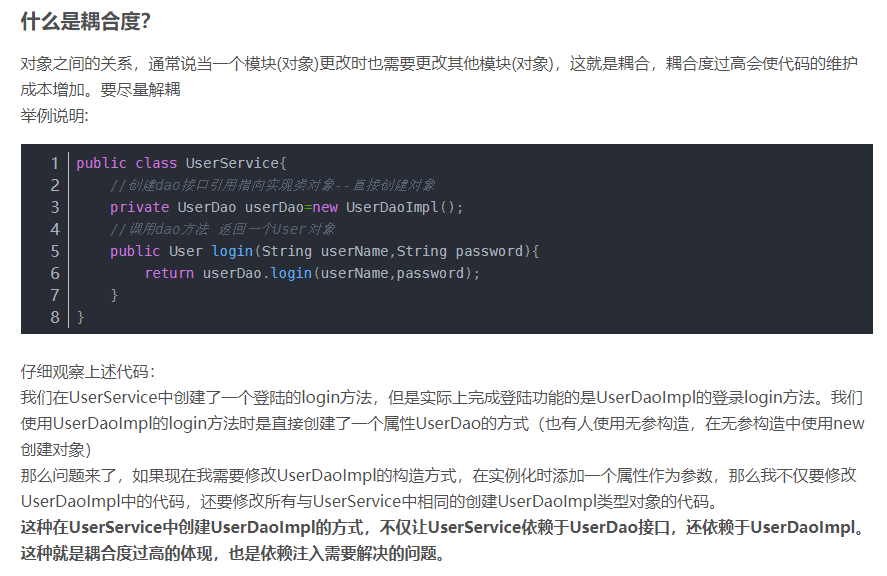 什么是耦合度?
对象之间的关系，通常说当一个模块(对象)更改时也需要更改其他模块(对象)，这就是耦合，耦合度过高会使代码的维护
成本增加。要尽量解耦
举例说明:
1 public class UserService{
2 //创建dao接口引用指向实现类对象--直接创建对象
3 private UserDao userDao=new UserDaoImpl();
4 //调用dao方法 返回一个User对象
5 public User login(String userName,String password){
6 return userDao.login(userName,password);
7 }
8 }
仔细观察上述代码：
我们在UserService中创建了一个登陆的login方法，但是实际上完成登陆功能的是UserDaoImpl的登录login方法。我们
使用UserDaoImpl的login方法时是直接创建了一个属性UserDao的方式（也有人使用无参构造，在无参构造中使用new
创建对象）
那么问题来了，如果现在我需要修改UserDaoImpl的构造方式，在实例化时添加一个属性作为参数，那么我不仅要修改
UserDaoImpl中的代码，还要修改所有与UserService中相同的创建UserDaoImpl类型对象的代码。
这种在UserService中创建UserDaoImpl的方式，不仅让UserService依赖于UserDao接口，还依赖于UserDaoImpl。
这种就是耦合度过高的体现，也是依赖注入需要解决的问题。